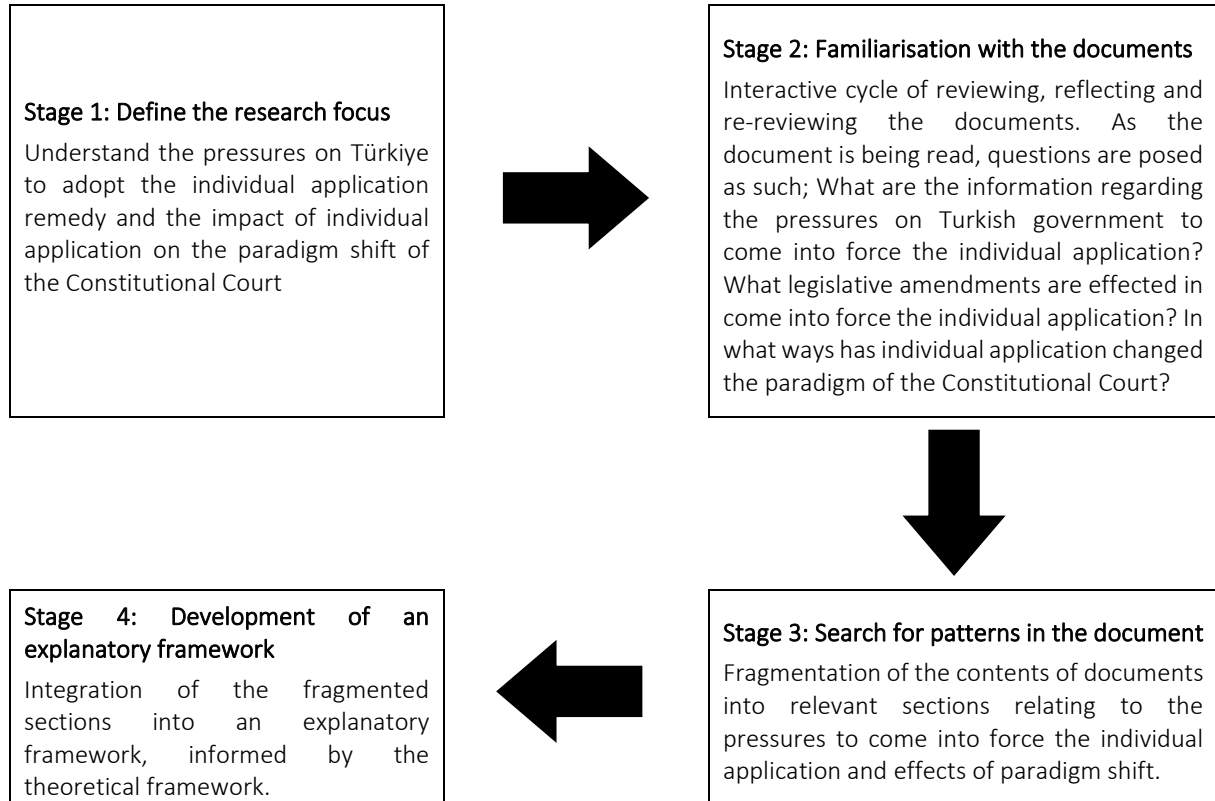 Stage 1: Define the research focus
Understand the pressures on Türkiye
to adopt the individual application
remedy and the impact of individual
application on the paradigm shift of
the Constitutional Court
Stage 2: Familiarisation with the documents
Interactive cycle of reviewing, reflecting and
re-reviewing the documents. As the
document is being read, questions are posed
as such; What are the information regarding
the pressures on Turkish government to
come into force the individual application?
What legislative amendments are effected in
come into force the individual application? In
what ways has individual application changed
the paradigm of the Constitutional Court?
Stage 3: Search for patterns in the document
Fragmentation of the contents of documents
into relevant sections relating to the
pressures to come into force the individual
application and effects of paradigm shift.
Stage 4: Development of an
explanatory framework
Integration of the fragmented
sections into an explanatory
framework, informed by the
theoretical framework.